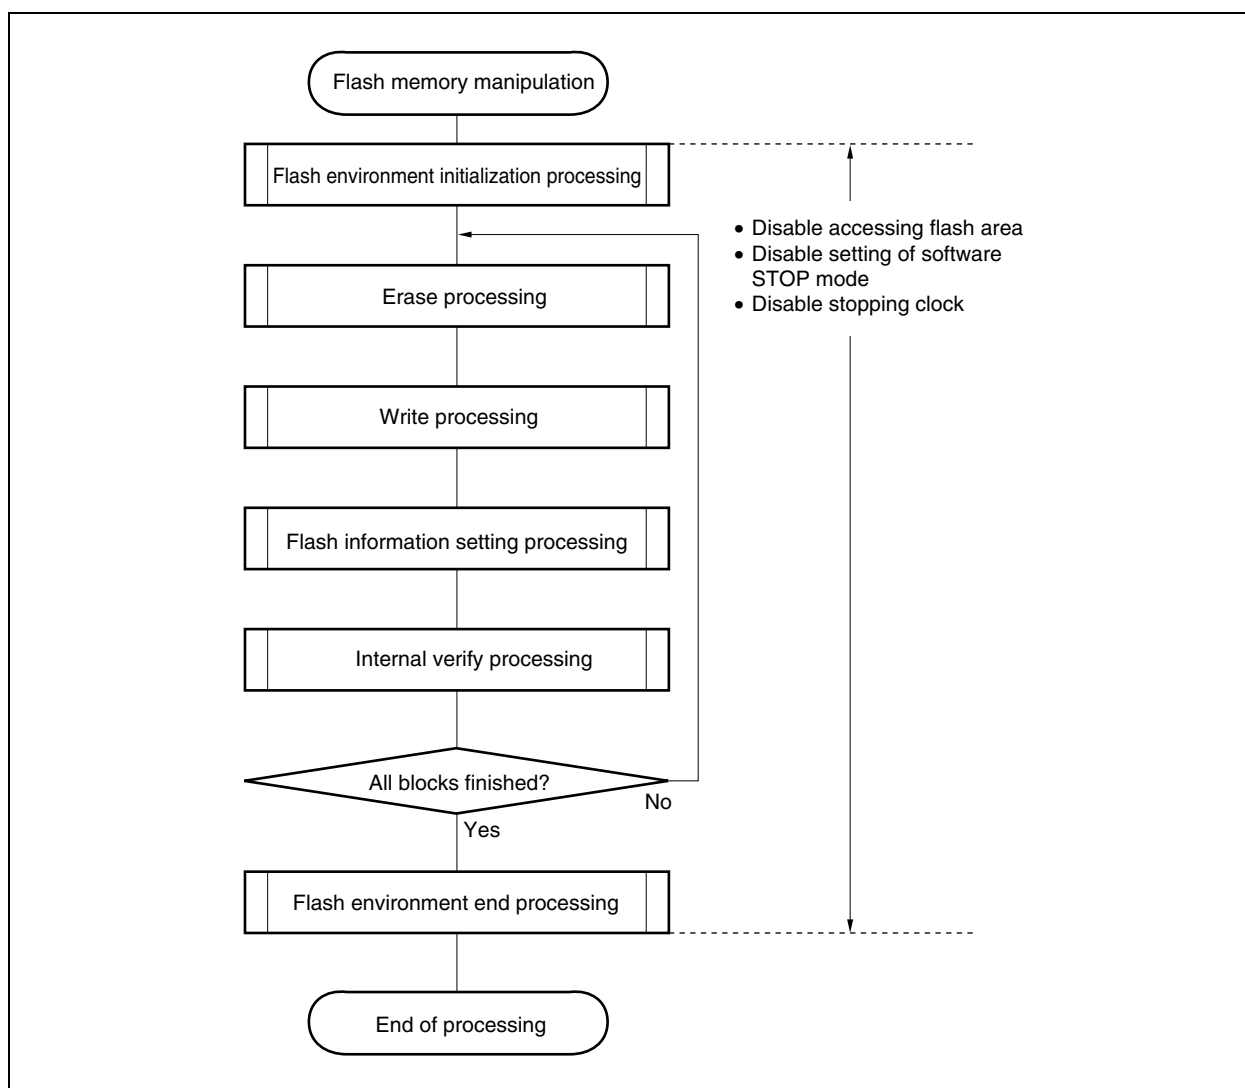 Flash memory manipulation
Flash environment initialization processing
• Disable accessing flash area
• Disable setting of software
STOP mode
• Disable stopping clock
Erase processing
Write processing
Flash information setting processing
Internal verify processing
All blocks finished?
No
Yes
Flash environment end processing
End of processing